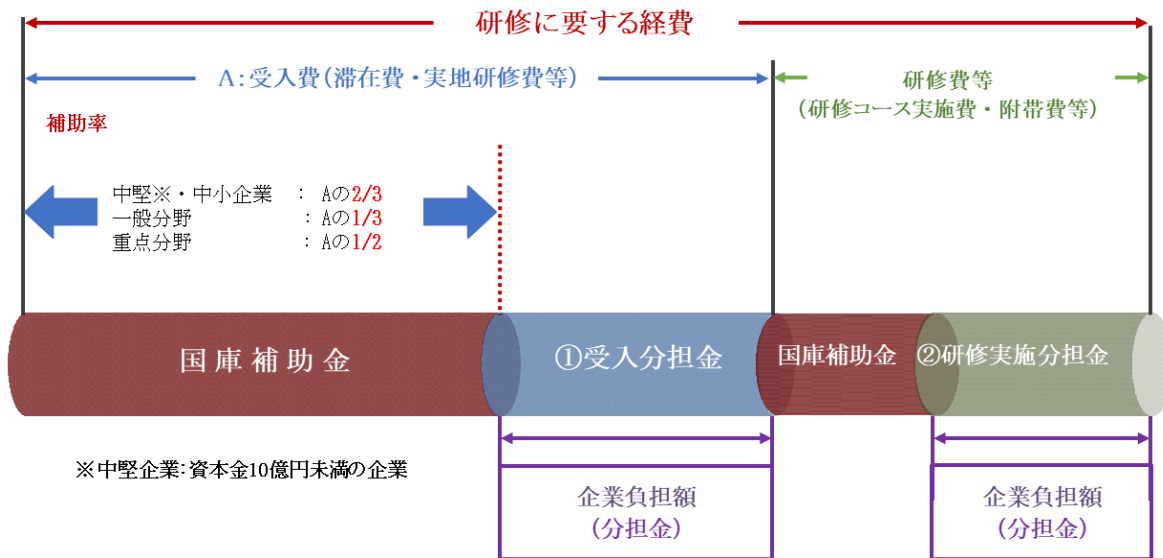 研修に要する経費
A:受入費(滞在費・実地研修費等)
研修費等
(研修コース実施費・附帯費等)
補助率
中堅※・中小企業 : Aの2/3
一般分野 : Aの1/3
重点分野 : Aの1/2
国庫補助金
①受入分担金
国庫補助金
②研修実施分担金
※中堅企業:資本金10億円未満の企業
企業負担額
(分担金)
企業負担額
(分担金)